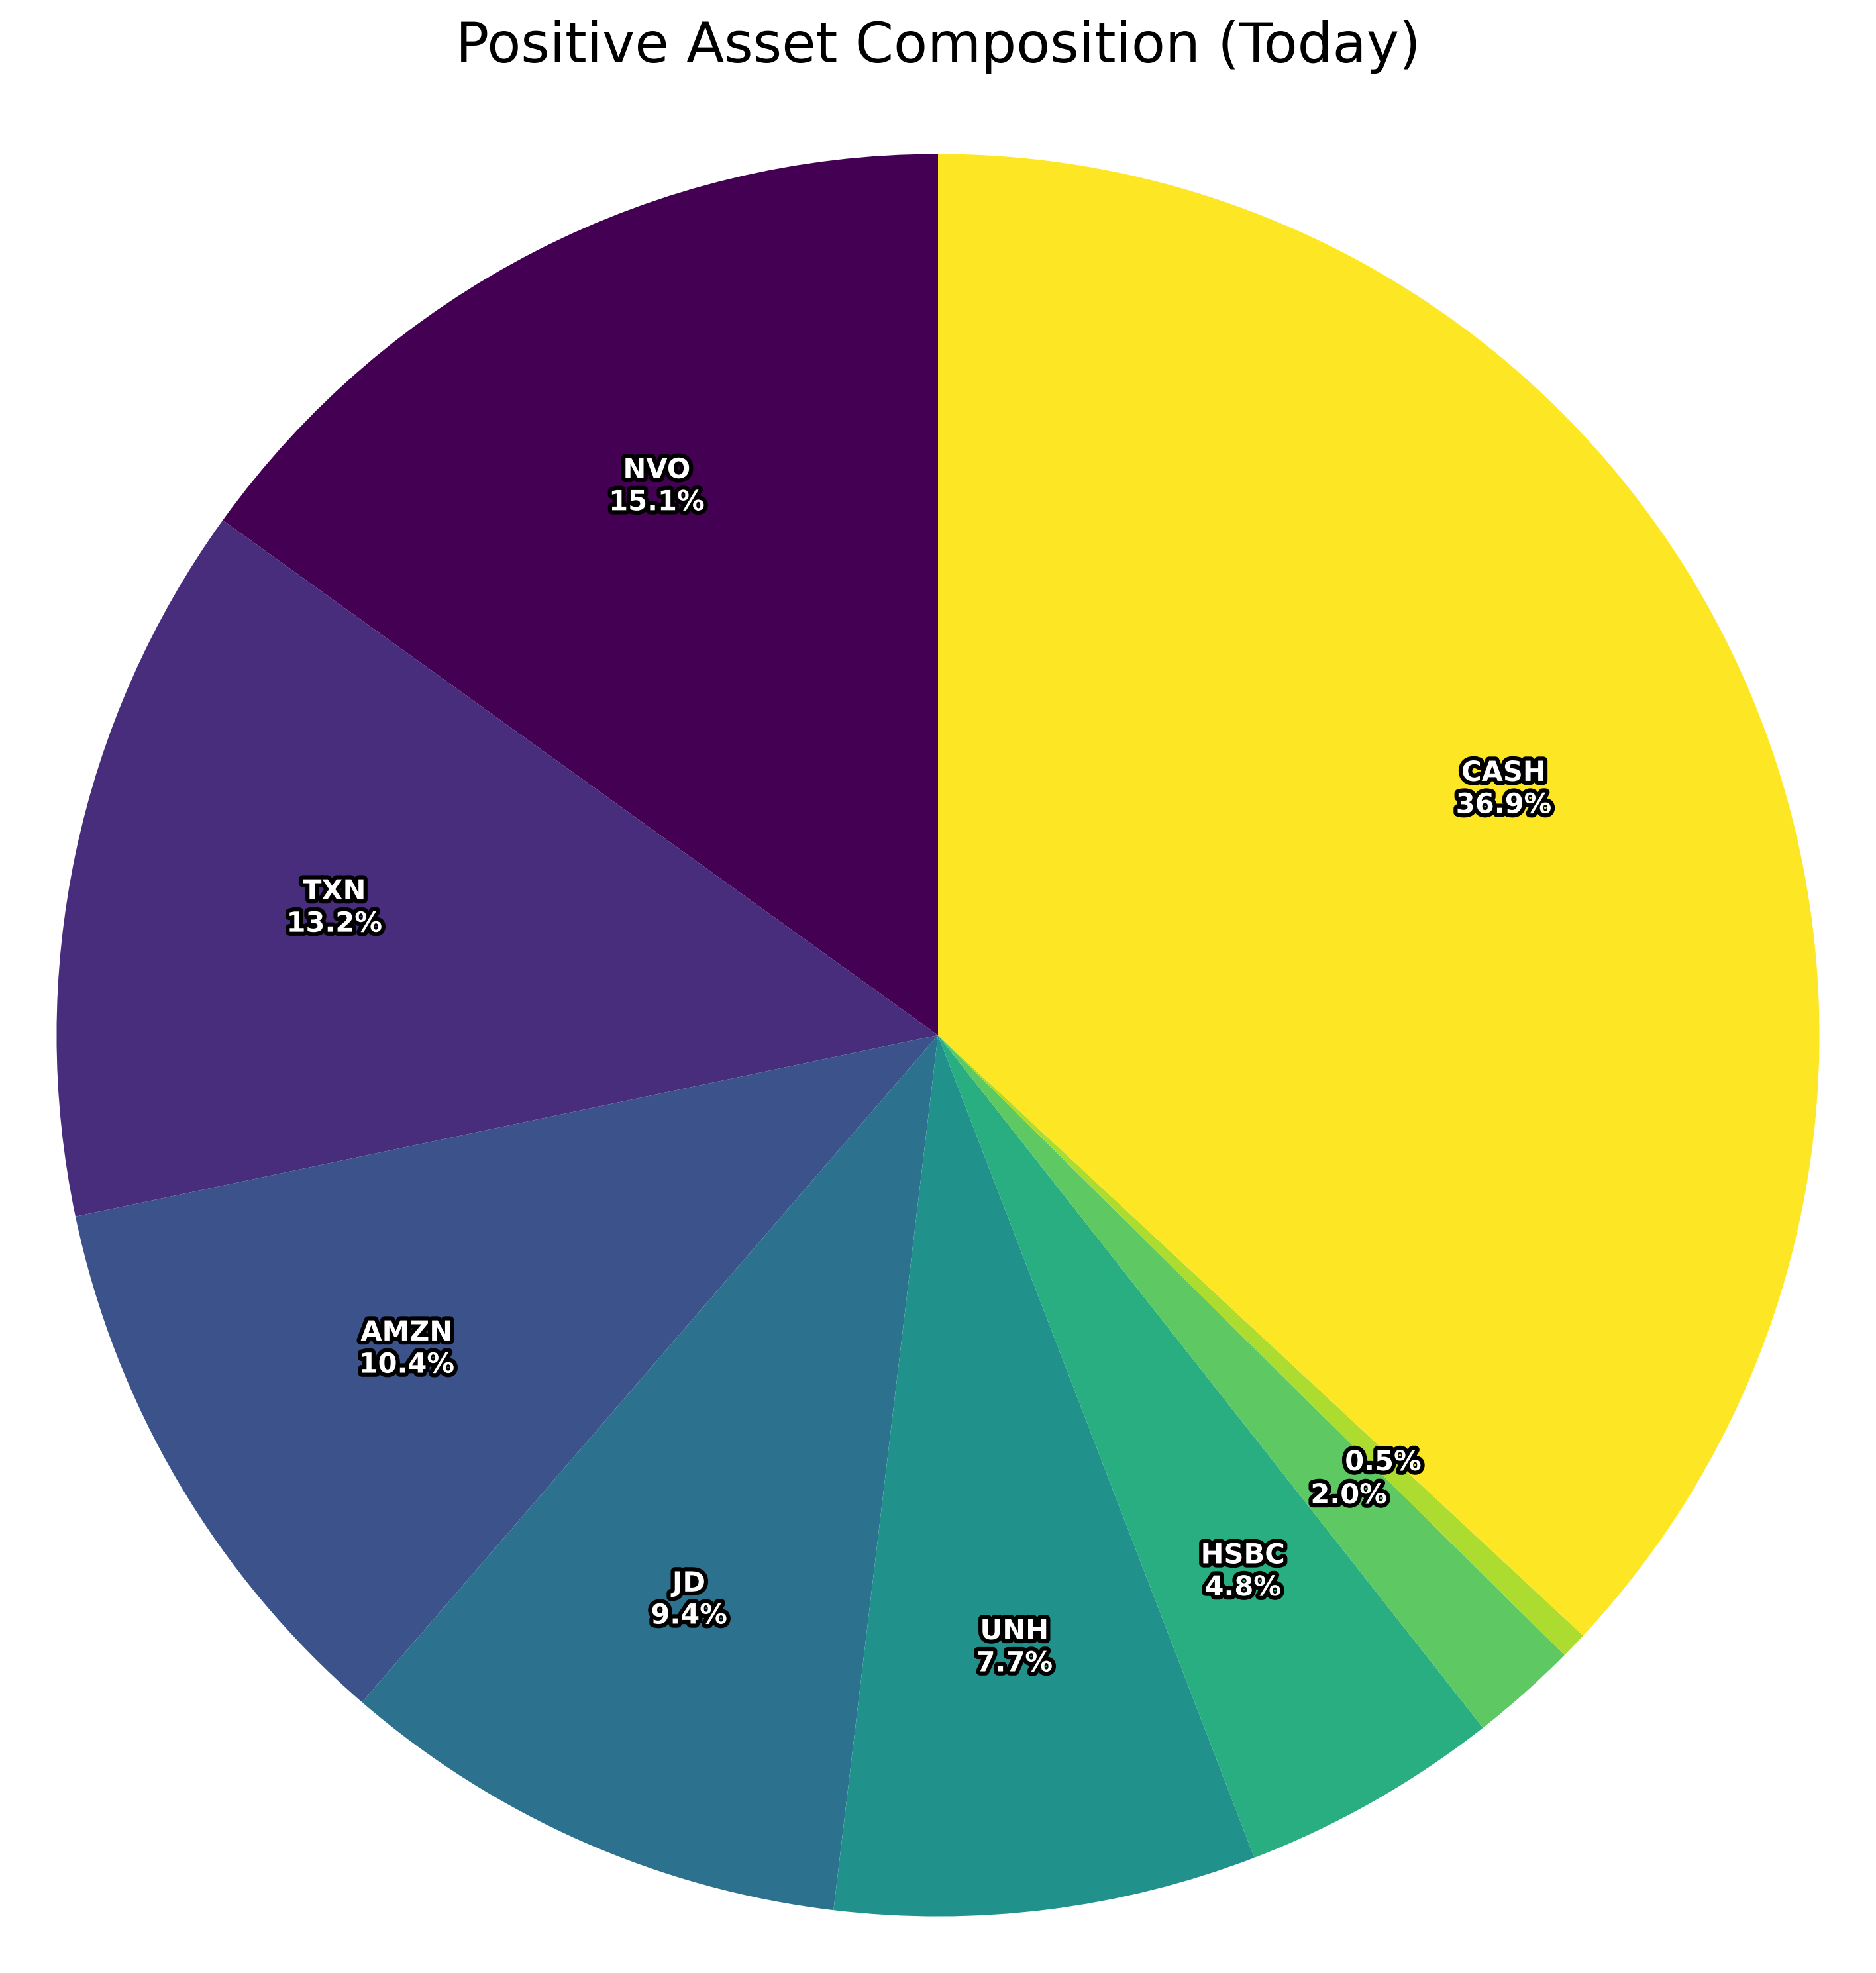 Positive Asset Composition (Today)
NVO
15.1%
CASH
36.9%
TXN
13.2%
AMZN
10.4%
0.5%
2.0%
HSBC
4.8%
JD
9.4%
UNH
7.7%